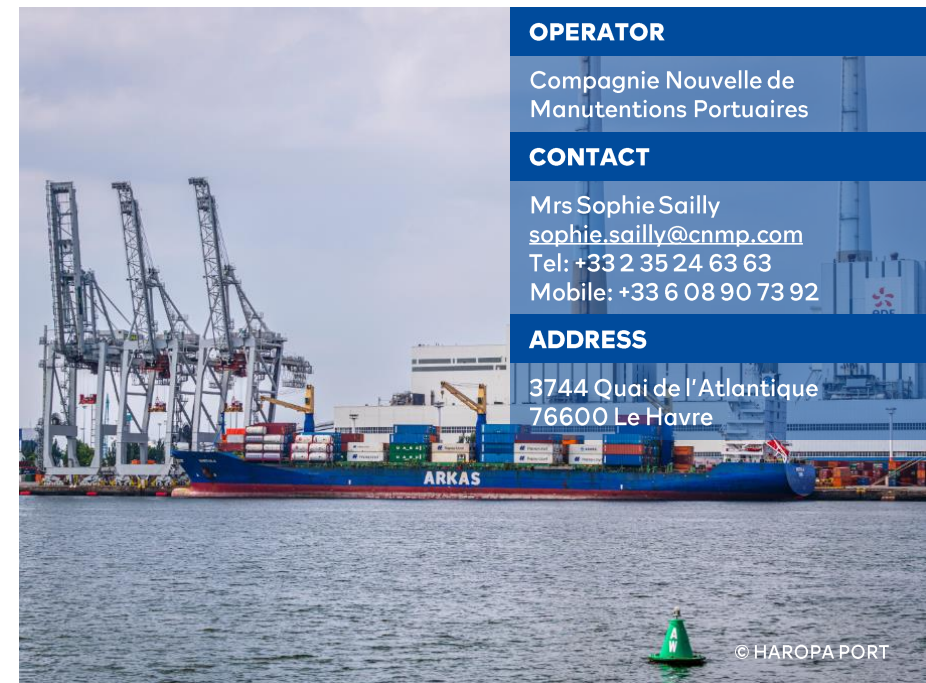 OPERATOR
Compagnie Nouvelle de
Manutentions Portuaires
CONTACT
Mrs Sophie Sailly
sophie.sailly@cnmp.com
Tel: +33 2 35 24 63 63
Mobile: +33 6 08 90 73 92
ADDRESS
3744 Quai de l'Atlantique
76600 Le Havre
ARKAS
AW
© HAROPA PORT